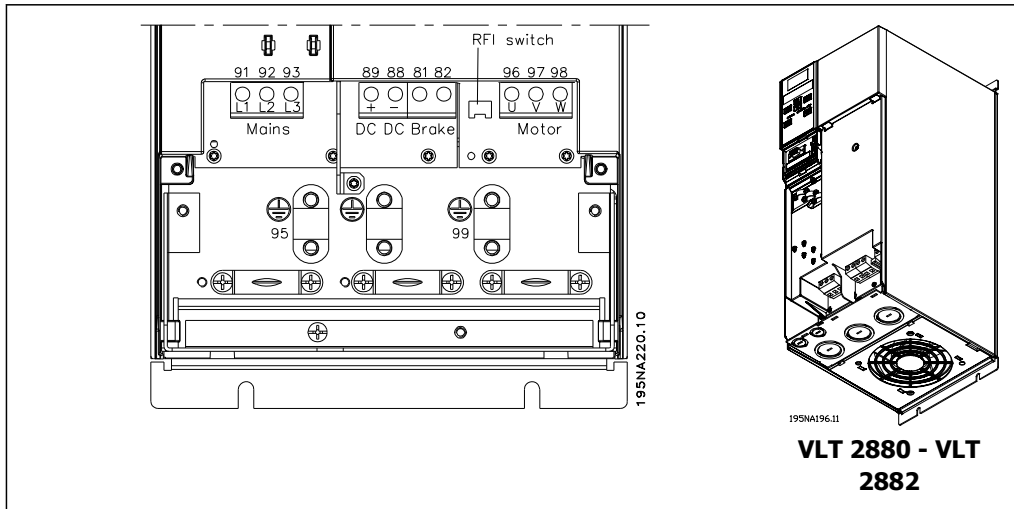 RFI switch
91 92 93 89 88 81 82 96 97 98
L1 L2 L3 + − U V W
Mains DC DC Brake Motor
95 99
195NA220.10
195NA196.11
VLT 2880 - VLT
2882